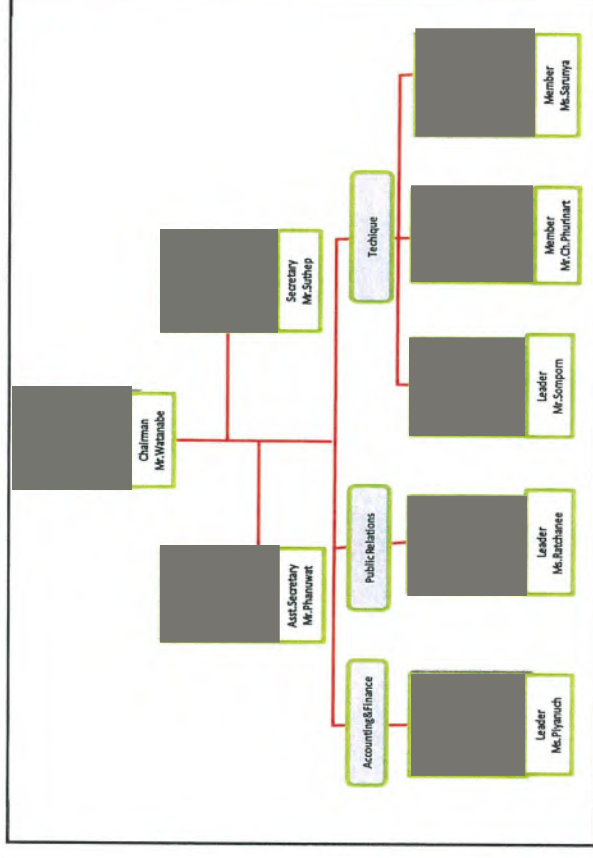 Chairman
Mr.Watanabe
Asst.Secretary
Mr.Phanuwat
Secretary
Mr.Suthep
Accounting&Finance
Public Relations
Techique
Leader
Ms.Piyanuch
Leader
Ms.Ratchanee
Leader
Mr.Somporn
Member
Mr.Ch.Phurinart
Member
Ms.Sarunya